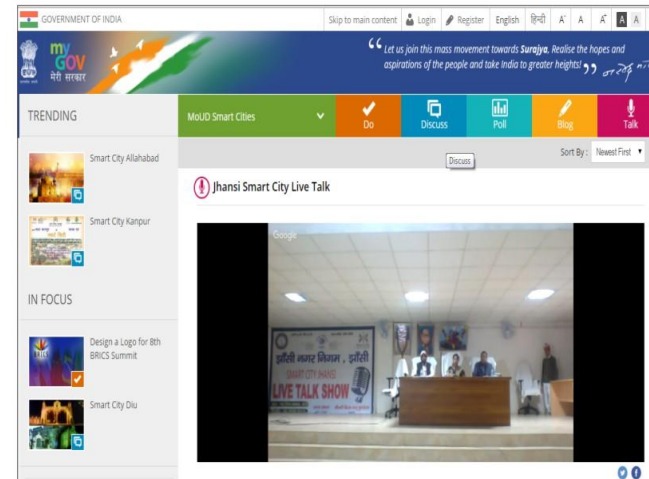 GOVERNMENT OF INDIA
Skip to main content
Login
Register
English
हिन्दी
A⁻
A
A⁺
A
A
my
GOV
मेरी सरकार
“ Let us join this mass movement towards Surajya. Realise the hopes and
aspirations of the people and take India to greater heights! ”
TRENDING
MoUD Smart Cities
Do
Discuss
Poll
Blog
Talk
Discuss
Sort By :
Newest First
Smart City Allahabad
Smart City Kanpur
Jhansi Smart City Live Talk
Google
झाँसी नगर निगम , झाँसी
SMART CITY JHANSI
LIVE TALK SHOW
IN FOCUS
Design a Logo for 8th
BRICS Summit
BRICS
Smart City Diu